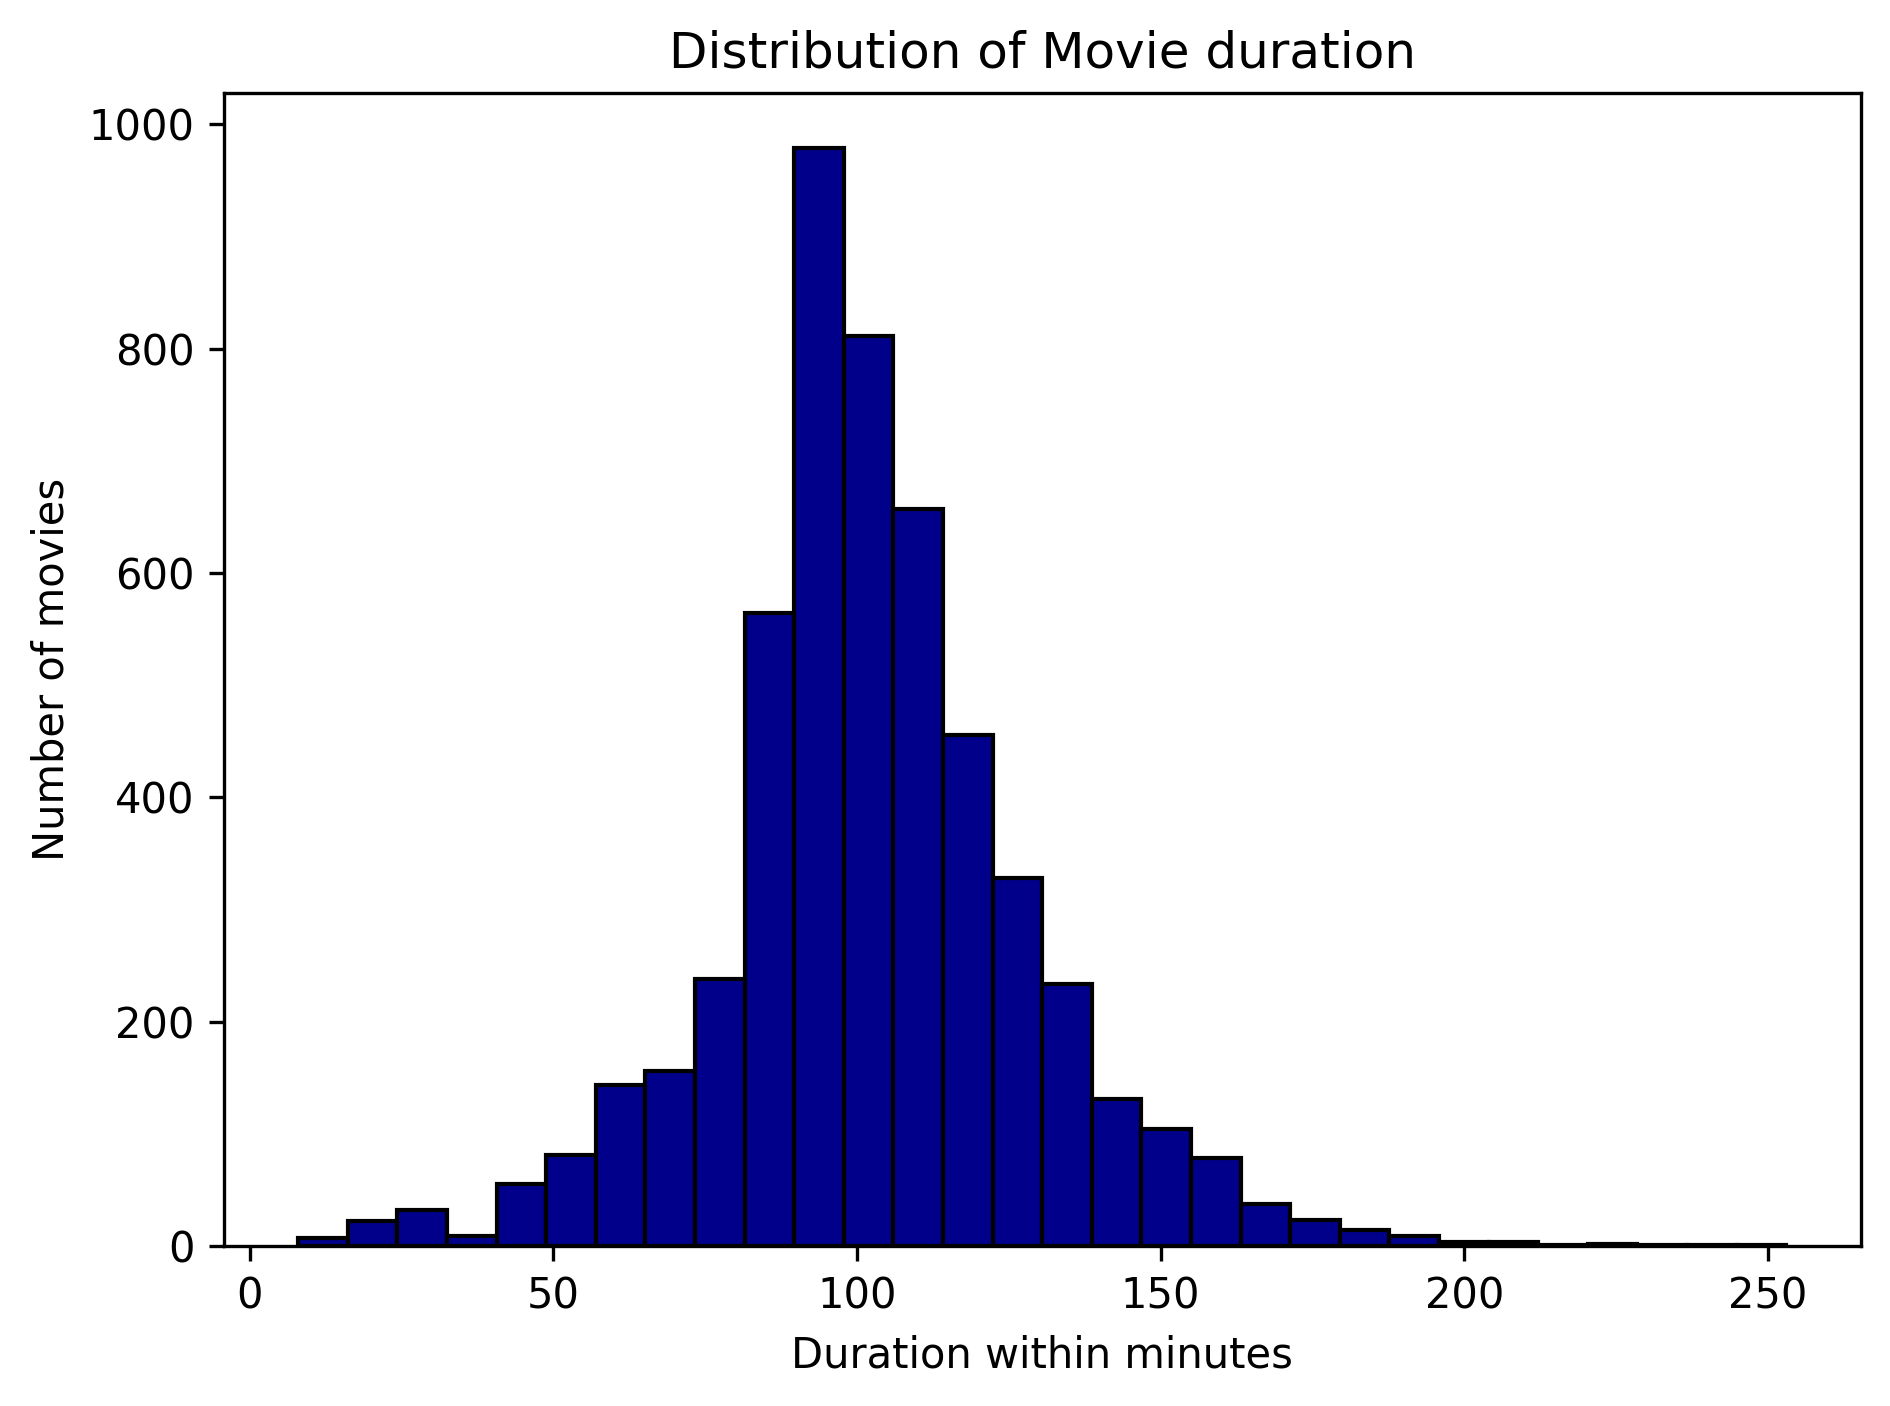 Distribution of Movie duration
1000
800
600
400
200
0
Number of movies
0 50 100 150 200 250
Duration within minutes